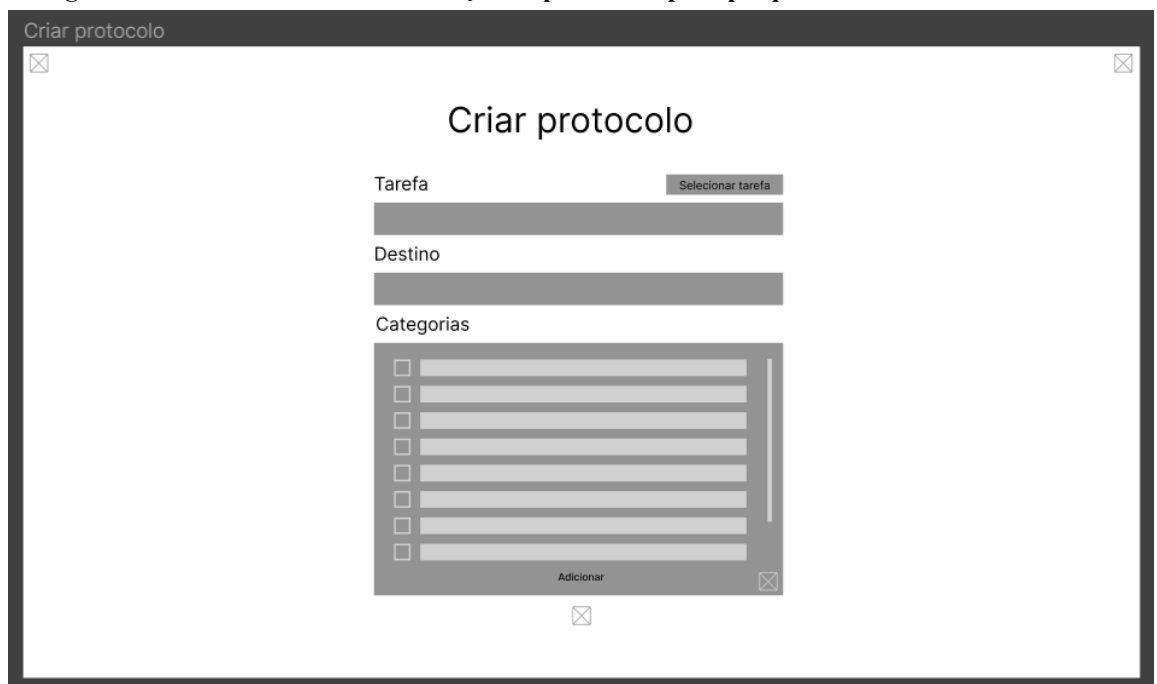 Criar protocolo
Criar protocolo
Tarefa
Selecionar tarefa
Destino
Categorias
Adicionar